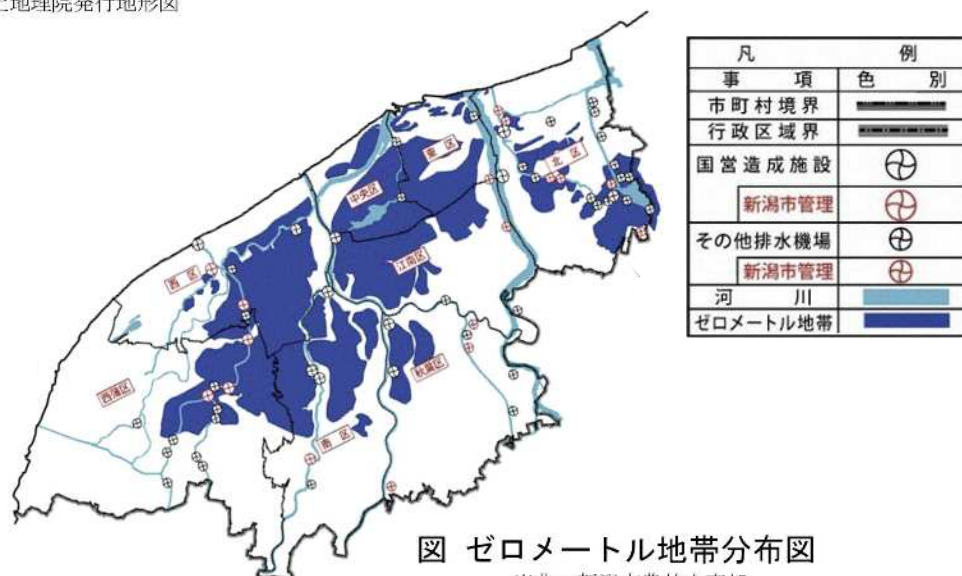 土地理院発行地形図
凡 例
事 項 色 別
市町村境界
行政区域界
国営造成施設
新潟市管理
その他排水機場
新潟市管理
河 川
ゼロメートル地帯
北 区
東 区
中央区
江南区
西 区
秋葉区
西蒲区
南 区
図 ゼロメートル地帯分布図